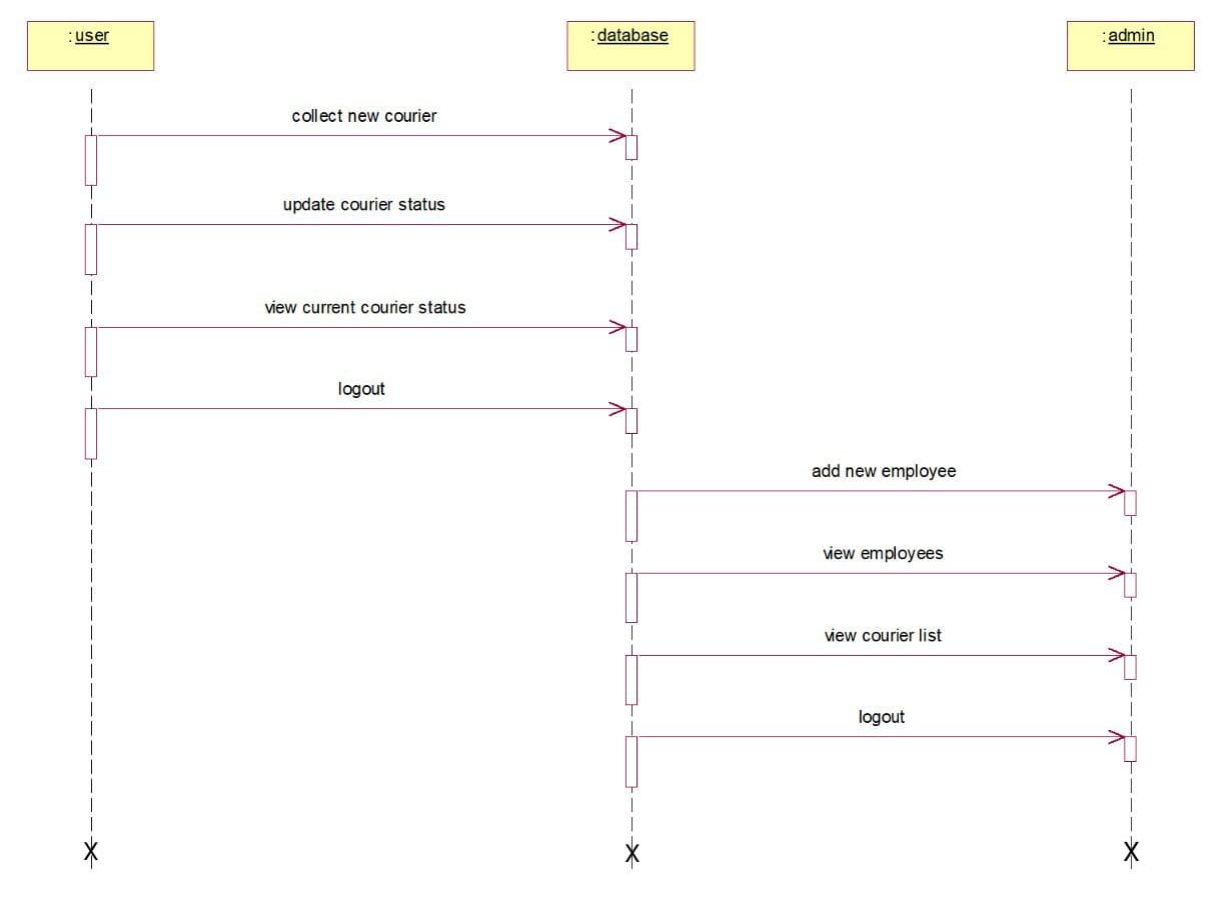 :user
:database
:admin
collect new courier
update courier status
view current courier status
logout
add new employee
view employees
view courier list
logout
X
X
X